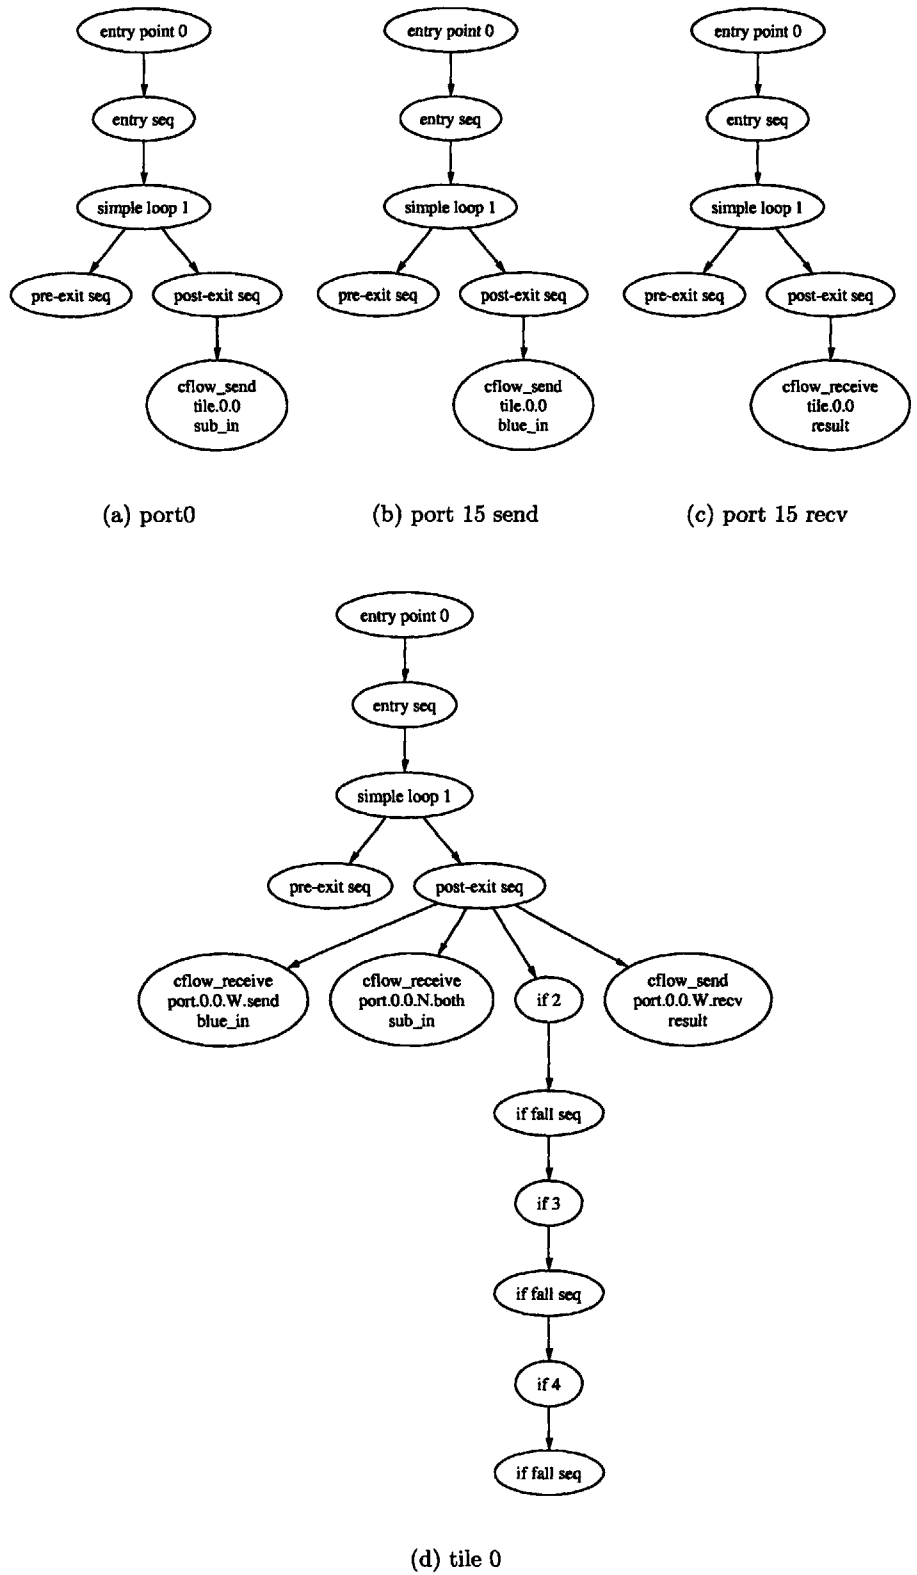 entry point 0
entry seq
simple loop 1
pre-exit seq
post-exit seq
cflow_send
tile.0.0
sub_in
(a) port0
entry point 0
entry seq
simple loop 1
pre-exit seq
post-exit seq
cflow_send
tile.0.0
blue_in
(b) port 15 send
entry point 0
entry seq
simple loop 1
pre-exit seq
post-exit seq
cflow_receive
tile.0.0
result
(c) port 15 recv
entry point 0
entry seq
simple loop 1
pre-exit seq
post-exit seq
cflow_receive
port.0.0.W.send
blue_in
cflow_receive
port.0.0.N.both
sub_in
if 2
cflow_send
port.0.0.W.recv
result
if fall seq
if 3
if fall seq
if 4
if fall seq
(d) tile 0